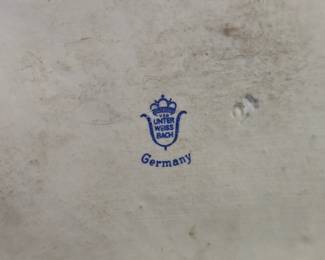 VEB
UNTER
WEISS
BACH
Germany